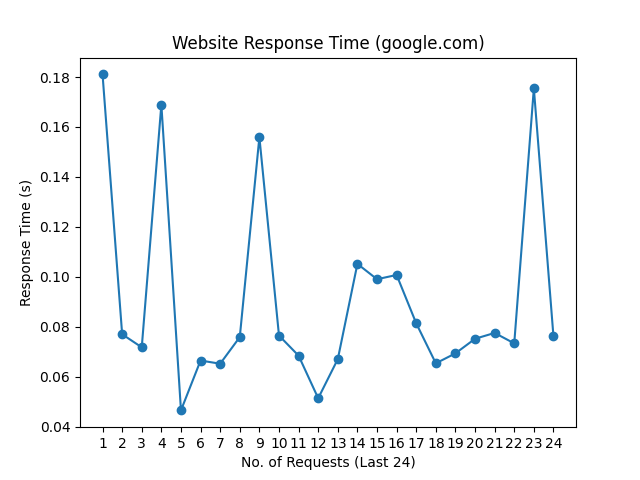 Website Response Time (google.com)
0.18
0.16
0.14
0.12
0.10
0.08
0.06
0.04
Response Time (s)
1 2 3 4 5 6 7 8 9 10 11 12 13 14 15 16 17 18 19 20 21 22 23 24
No. of Requests (Last 24)